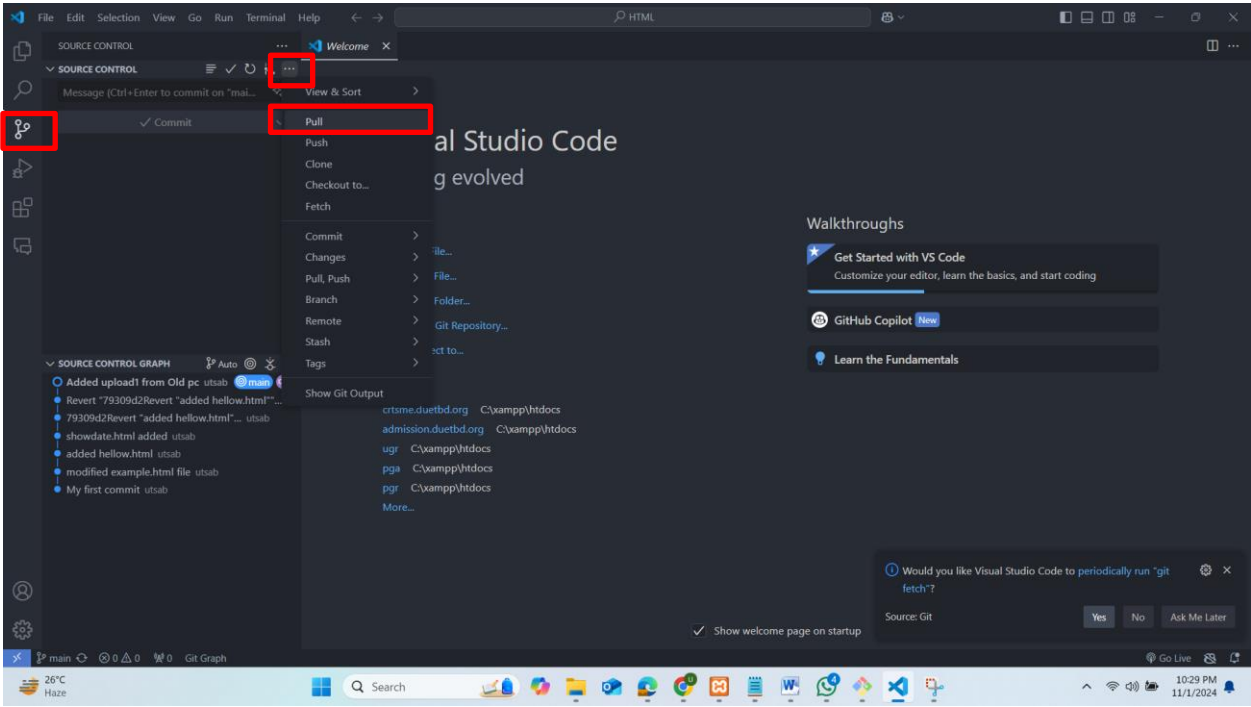 File Edit Selection View Go Run Terminal Help
HTML
SOURCE CONTROL
Welcome
SOURCE CONTROL
Message (Ctrl+Enter to commit on "mai...
Commit
View & Sort
Pull
Push
Clone
Checkout to...
Fetch
Commit
Changes
Pull, Push
Branch
Remote
Stash
Tags
Show Git Output
al Studio Code
g evolved
File...
File...
Folder...
Git Repository...
ect to...
crtsme.duetbd.org C:\xampp\htdocs
admission.duetbd.org C:\xampp\htdocs
ugr C:\xampp\htdocs
pga C:\xampp\htdocs
pgr C:\xampp\htdocs
More...
Walkthroughs
Get Started with VS Code
Customize your editor, learn the basics, and start coding
GitHub Copilot New
Learn the Fundamentals
SOURCE CONTROL GRAPH Auto
Added upload1 from Old pc utsab main
Revert "79309d2Revert "added hellow.html""...
79309d2Revert "added hellow.html"... utsab
showdate.html added utsab
added hellow.html utsab
modified example.html file utsab
My first commit utsab
Would you like Visual Studio Code to periodically run "git
fetch"?
Source: Git Yes No Ask Me Later
Show welcome page on startup
main 0 0 0 Git Graph
Go Live
26°C
Haze
Search
10:29 PM
11/1/2024